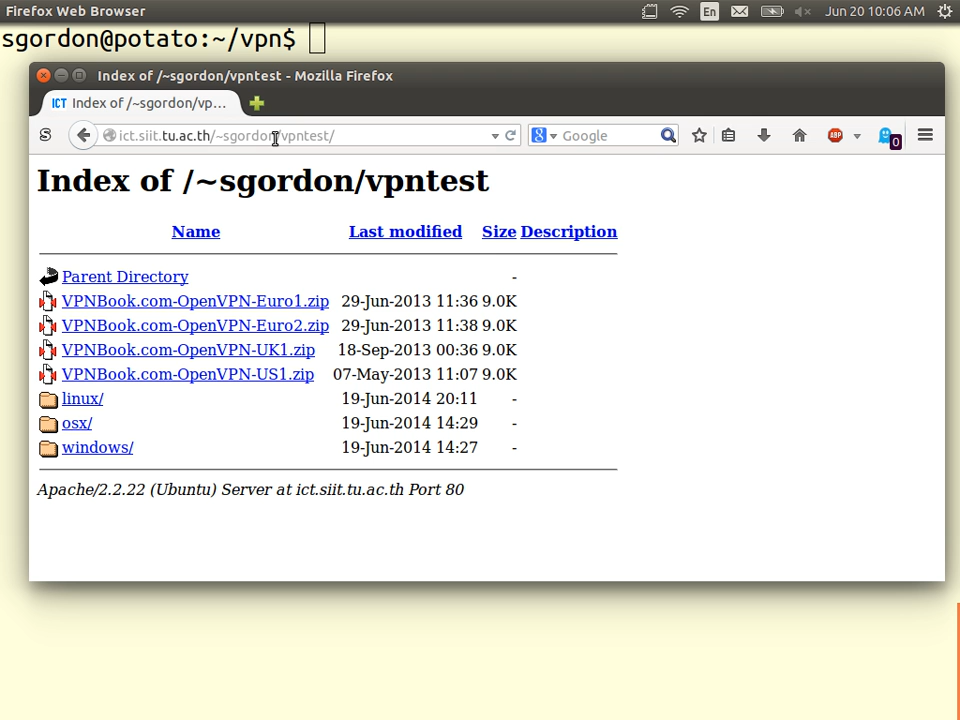 Firefox Web Browser En Jun 20 10:06 AM
sgordon@potato:~/vpn$
Index of /~sgordon/vpntest - Mozilla Firefox
ICT Index of /~sgordon/vp...
S ict.siit.tu.ac.th/~sgordon/vpntest/ 8 Google ABP 0
Index of /~sgordon/vpntest
Name Last modified Size Description
Parent Directory -
VPNBook.com-OpenVPN-Euro1.zip 29-Jun-2013 11:36 9.0K
VPNBook.com-OpenVPN-Euro2.zip 29-Jun-2013 11:38 9.0K
VPNBook.com-OpenVPN-UK1.zip 18-Sep-2013 00:36 9.0K
VPNBook.com-OpenVPN-US1.zip 07-May-2013 11:07 9.0K
linux/ 19-Jun-2014 20:11 -
osx/ 19-Jun-2014 14:29 -
windows/ 19-Jun-2014 14:27 -
Apache/2.2.22 (Ubuntu) Server at ict.siit.tu.ac.th Port 80